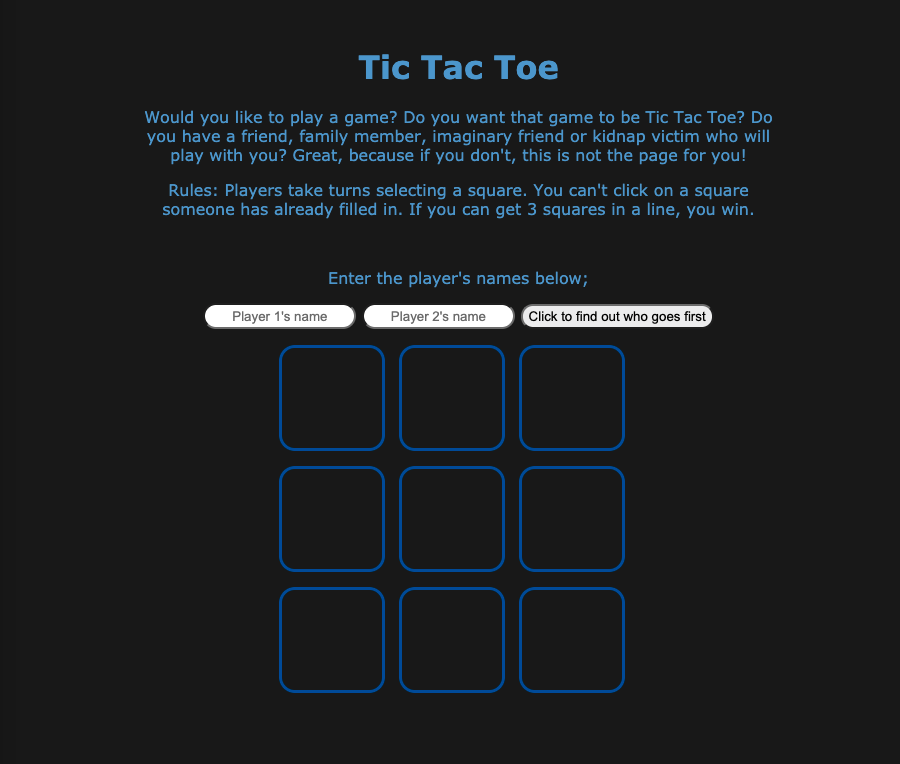 Tic Tac Toe
Would you like to play a game? Do you want that game to be Tic Tac Toe? Do
you have a friend, family member, imaginary friend or kidnap victim who will
play with you? Great, because if you don't, this is not the page for you!
Rules: Players take turns selecting a square. You can't click on a square
someone has already filled in. If you can get 3 squares in a line, you win.
Enter the player's names below;
Player 1's name Player 2's name Click to find out who goes first